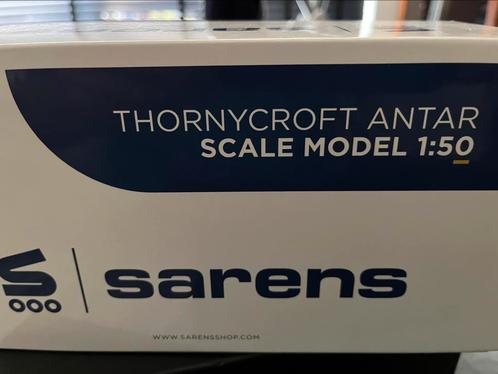 THORNYCROFT ANTAR
SCALE MODEL 1:50
sarens
WWW.SARENSSHOP.COM